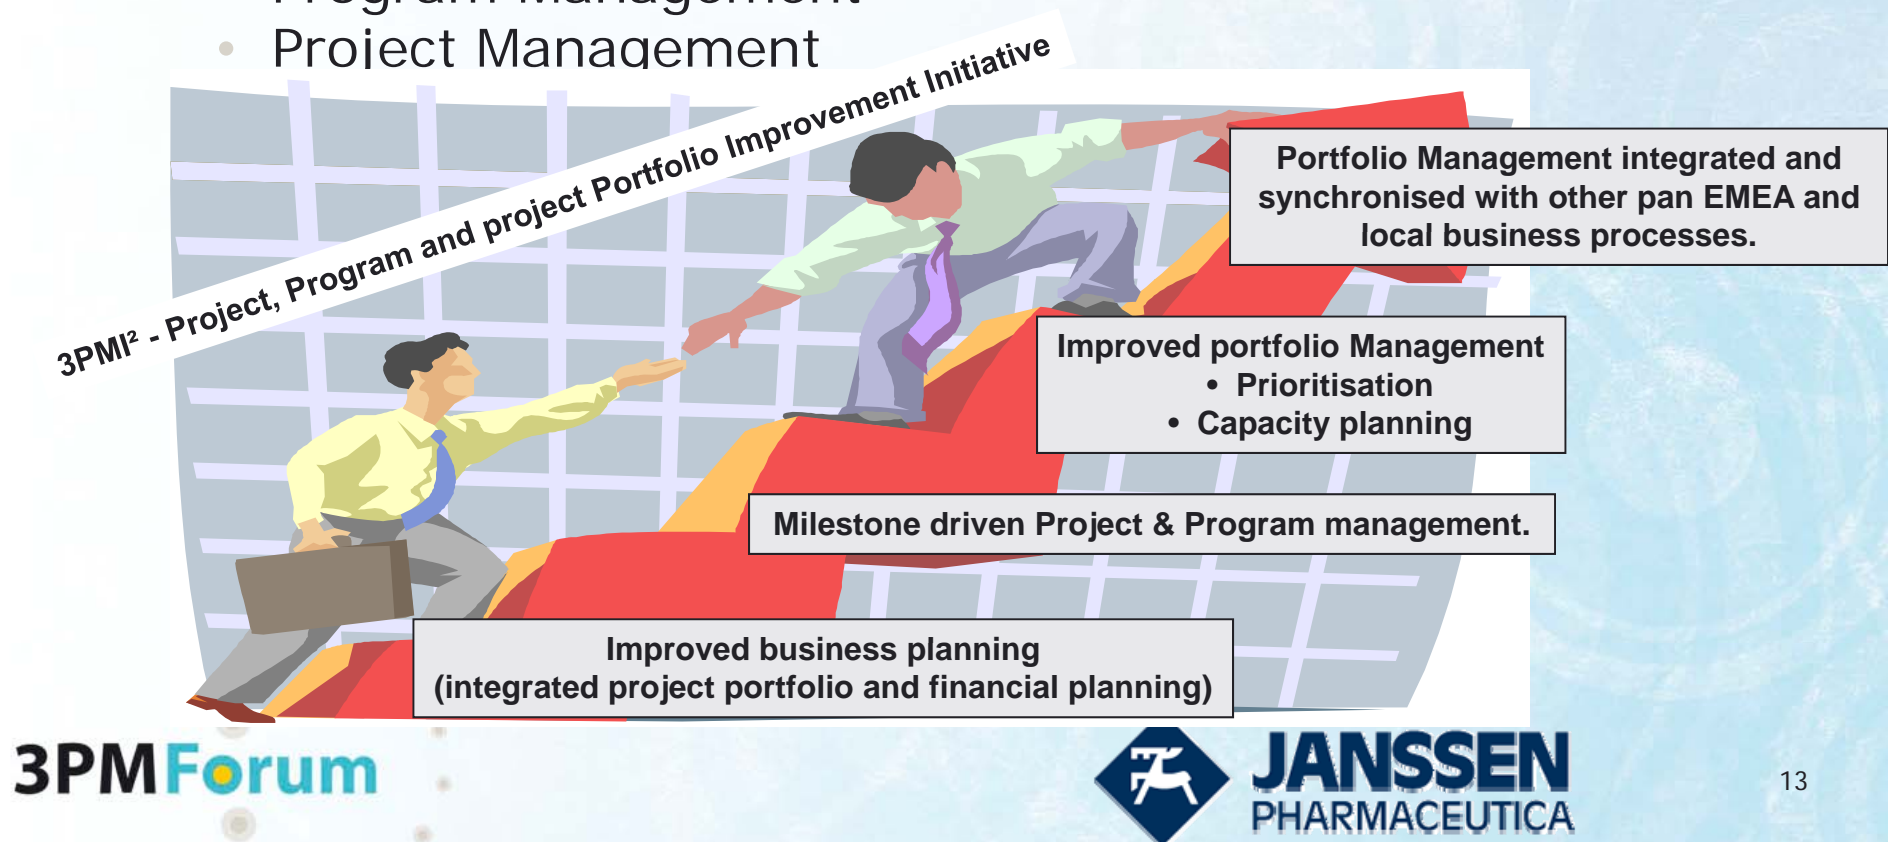 Program Management
• Project Management
3PMI² - Project, Program and project Portfolio Improvement Initiative
Portfolio Management integrated and
synchronised with other pan EMEA and
local business processes.
Improved portfolio Management
• Prioritisation
• Capacity planning
Milestone driven Project & Program management.
Improved business planning
(integrated project portfolio and financial planning)
3PMForum
JANSSEN
PHARMACEUTICA
13